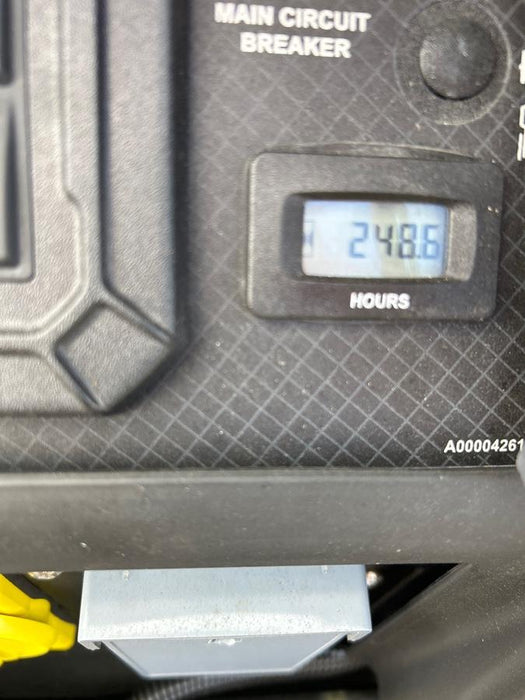 MAIN CIRCUIT
BREAKER
248.6
HOURS
A00004261